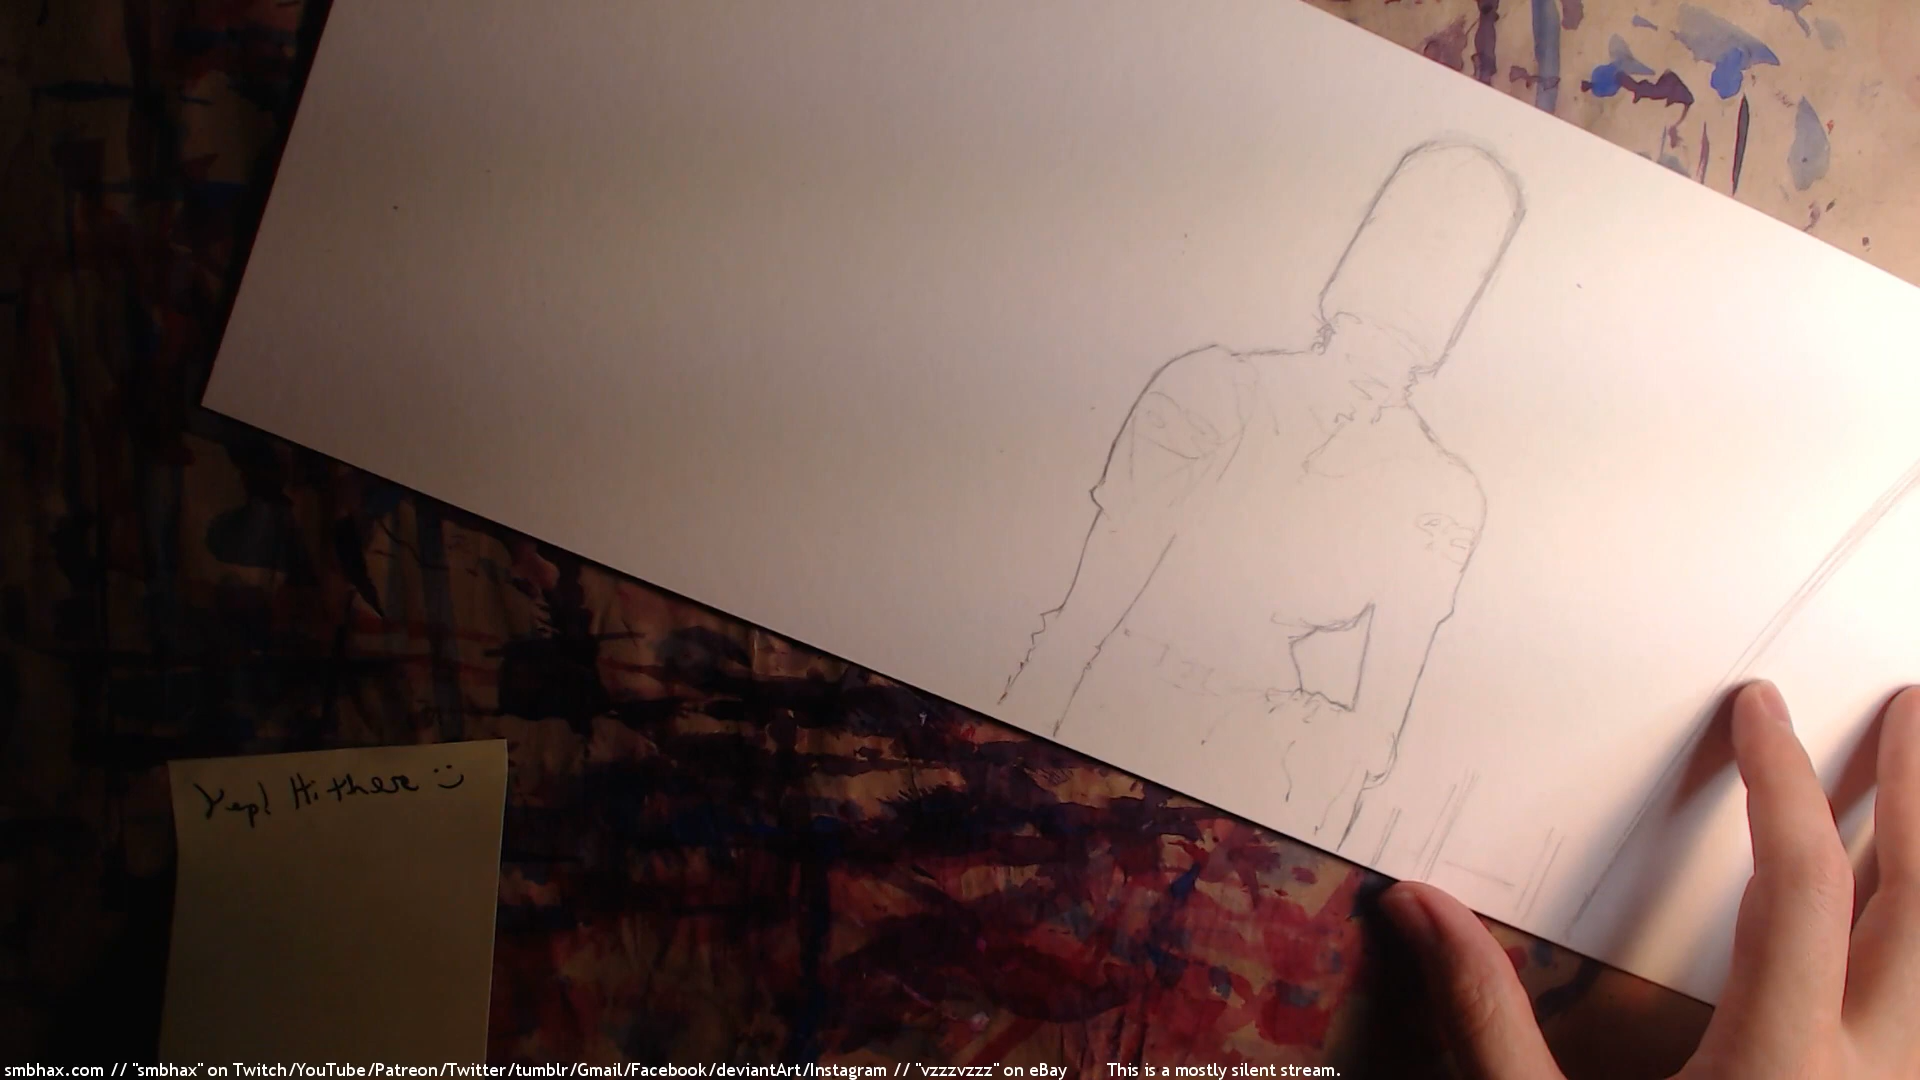 Yep! Hi there :)
smbhax.com // "smbhax" on Twitch/YouTube/Patreon/Twitter/tumblr/Gmail/Facebook/deviantArt/Instagram // "vzzzvzzz" on eBay This is a mostly silent stream.